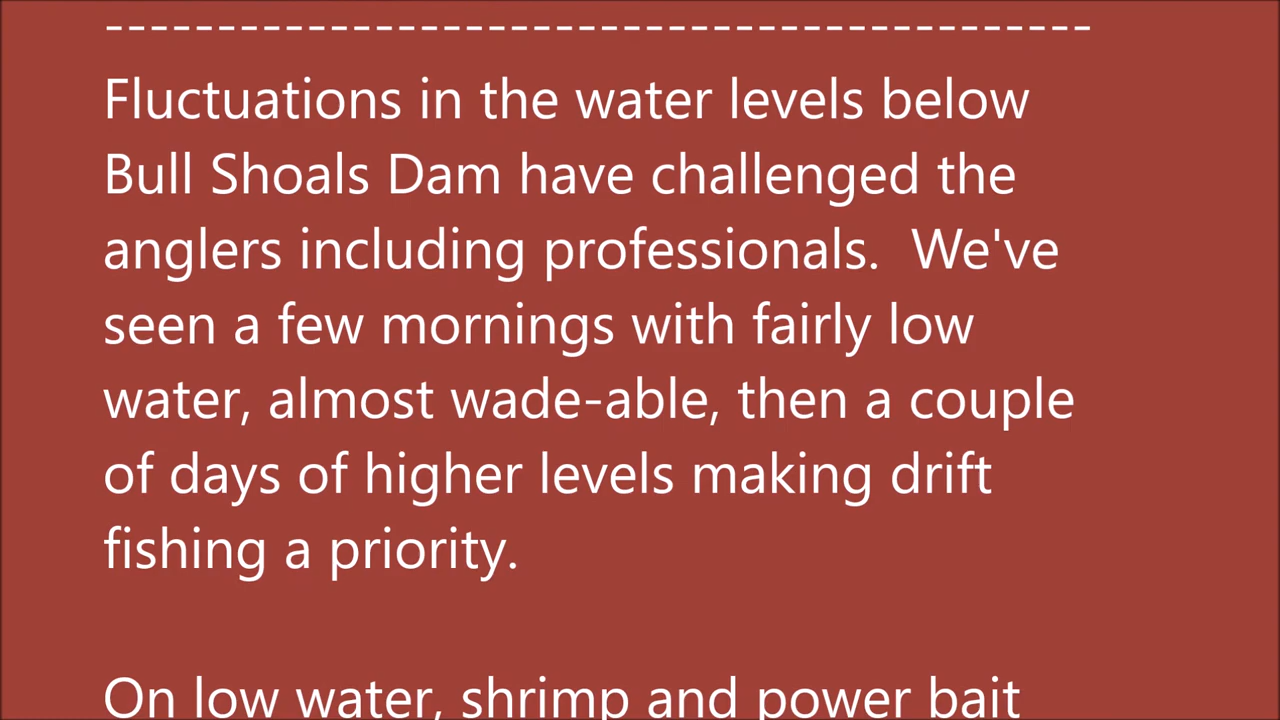 --------------------------------------------
Fluctuations in the water levels below
Bull Shoals Dam have challenged the
anglers including professionals.  We've
seen a few mornings with fairly low
water, almost wade-able, then a couple
of days of higher levels making drift
fishing a priority.
On low water, shrimp and power bait